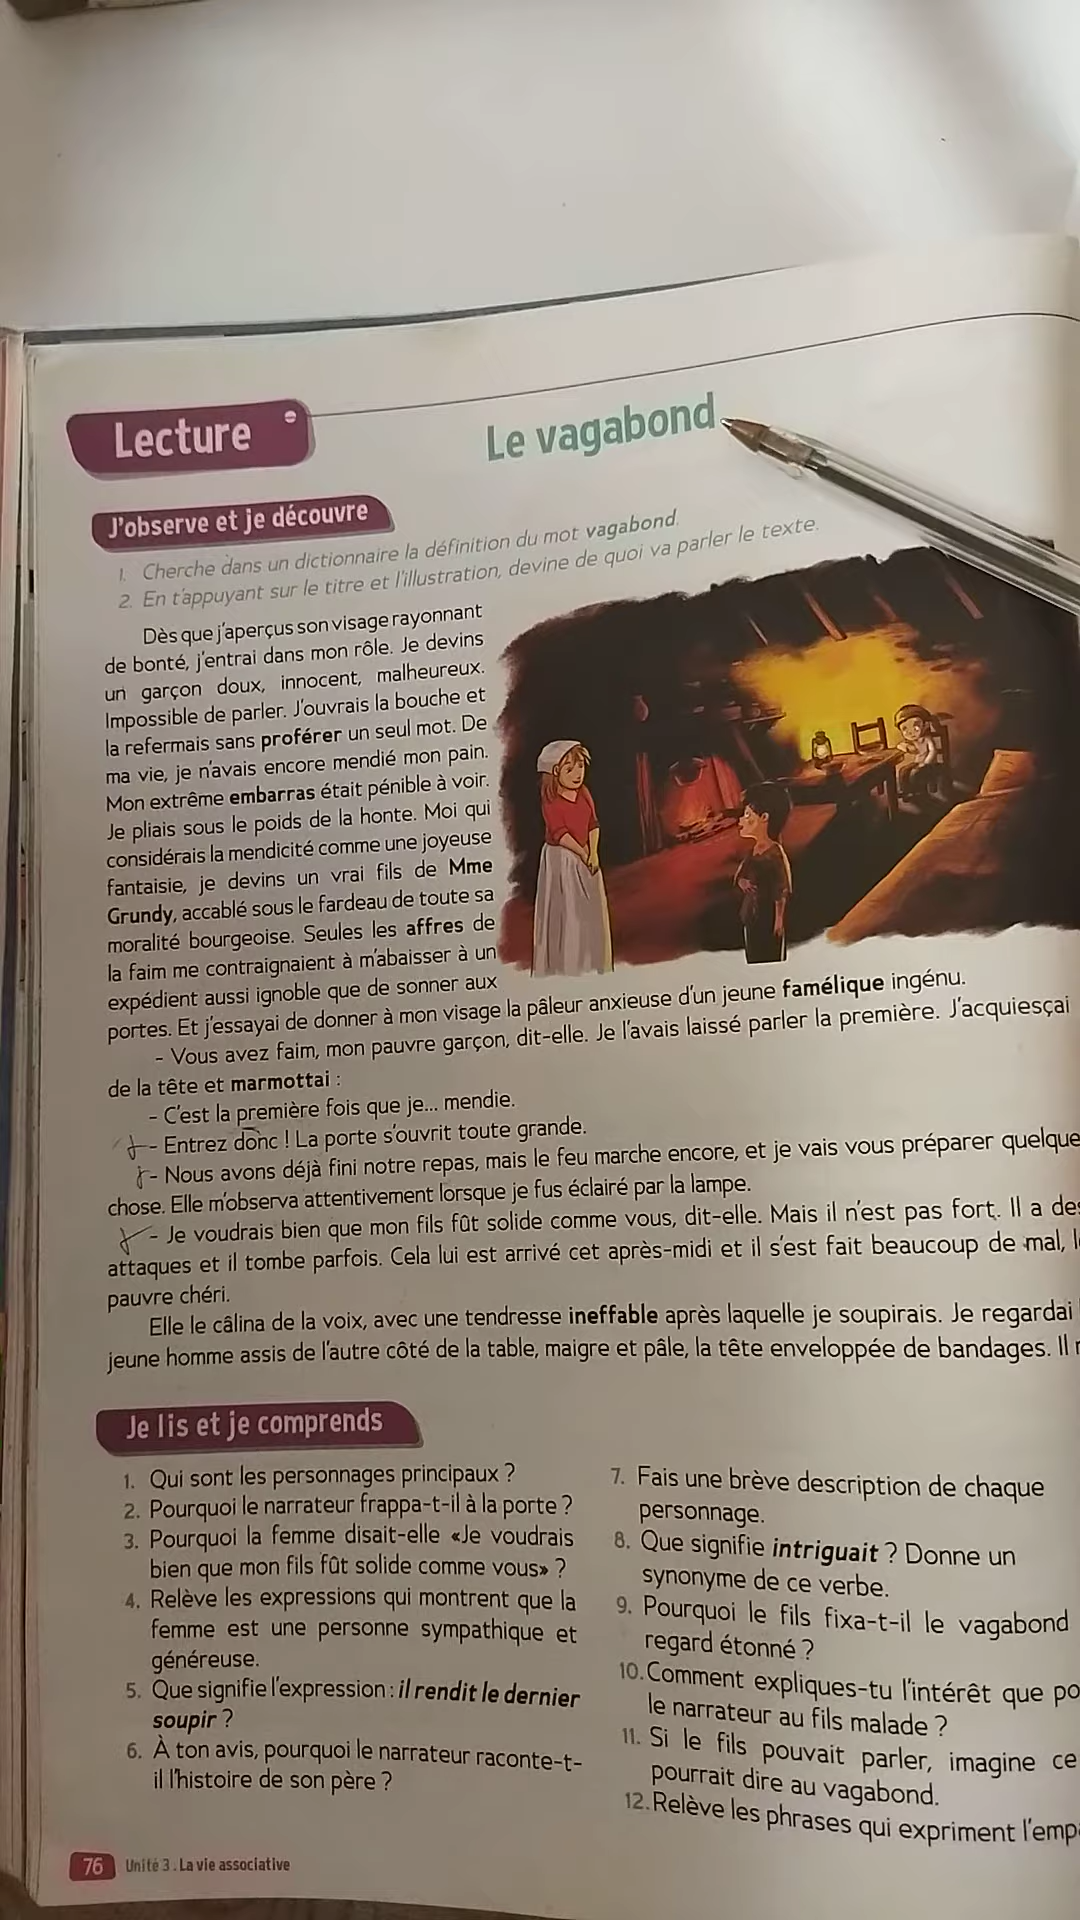 Lecture
Le vagabond
J'observe et je découvre
1. Cherche dans un dictionnaire la définition du mot vagabond.
2. En t'appuyant sur le titre et l'illustration, devine de quoi va parler le texte.
Dès que j'aperçus son visage rayonnant
de bonté, j'entrai dans mon rôle. Je devins
un garçon doux, innocent, malheureux.
Impossible de parler. J'ouvrais la bouche et
la refermais sans proférer un seul mot. De
ma vie, je n'avais encore mendié mon pain.
Mon extrême embarras était pénible à voir.
Je pliais sous le poids de la honte. Moi qui
considérais la mendicité comme une joyeuse
fantaisie, je devins un vrai fils de Mme
Grundy, accablé sous le fardeau de toute sa
moralité bourgeoise. Seules les affres de
la faim me contraignaient à m'abaisser à un
expédient aussi ignoble que de sonner aux
portes. Et j'essayai de donner à mon visage la pâleur anxieuse d'un jeune famélique ingénu.
- Vous avez faim, mon pauvre garçon, dit-elle. Je l'avais laissé parler la première. J'acquiesçai
de la tête et marmottai :
- C'est la première fois que je... mendie.
- Entrez donc ! La porte s'ouvrit toute grande.
- Nous avons déjà fini notre repas, mais le feu marche encore, et je vais vous préparer quelque
chose. Elle m'observa attentivement lorsque je fus éclairé par la lampe.
- Je voudrais bien que mon fils fût solide comme vous, dit-elle. Mais il n'est pas fort. Il a des
attaques et il tombe parfois. Cela lui est arrivé cet après-midi et il s'est fait beaucoup de mal,
pauvre chéri.
Elle le câlina de la voix, avec une tendresse ineffable après laquelle je soupirais. Je regardai
jeune homme assis de l'autre côté de la table, maigre et pâle, la tête enveloppée de bandages. Il
Je lis et je comprends
1. Qui sont les personnages principaux ?
2. Pourquoi le narrateur frappa-t-il à la porte ?
3. Pourquoi la femme disait-elle «Je voudrais
bien que mon fils fût solide comme vous» ?
4. Relève les expressions qui montrent que la
femme est une personne sympathique et
généreuse.
5. Que signifie l'expression : il rendit le dernier
soupir ?
6. À ton avis, pourquoi le narrateur raconte-t-
il l'histoire de son père ?
7. Fais une brève description de chaque
personnage.
8. Que signifie intriguait ? Donne un
synonyme de ce verbe.
9. Pourquoi le fils fixa-t-il le vagabond
regard étonné ?
10. Comment expliques-tu l'intérêt que
le narrateur au fils malade ?
11. Si le fils pouvait parler, imagine ce
pourrait dire au vagabond.
12. Relève les phrases qui expriment
76 Unité 3 . La vie associative